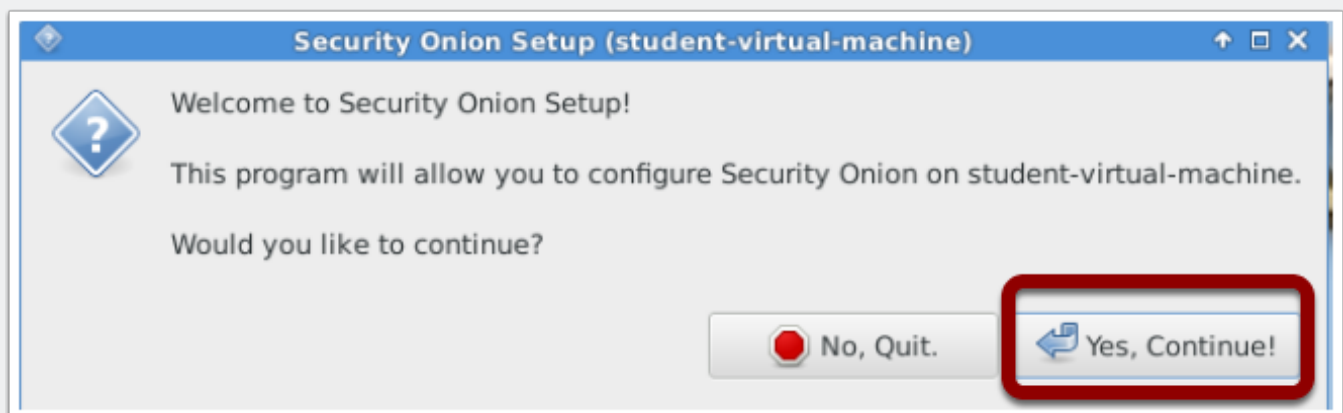 Security Onion Setup (student-virtual-machine)
Welcome to Security Onion Setup!
This program will allow you to configure Security Onion on student-virtual-machine.
Would you like to continue?
No, Quit.
Yes, Continue!